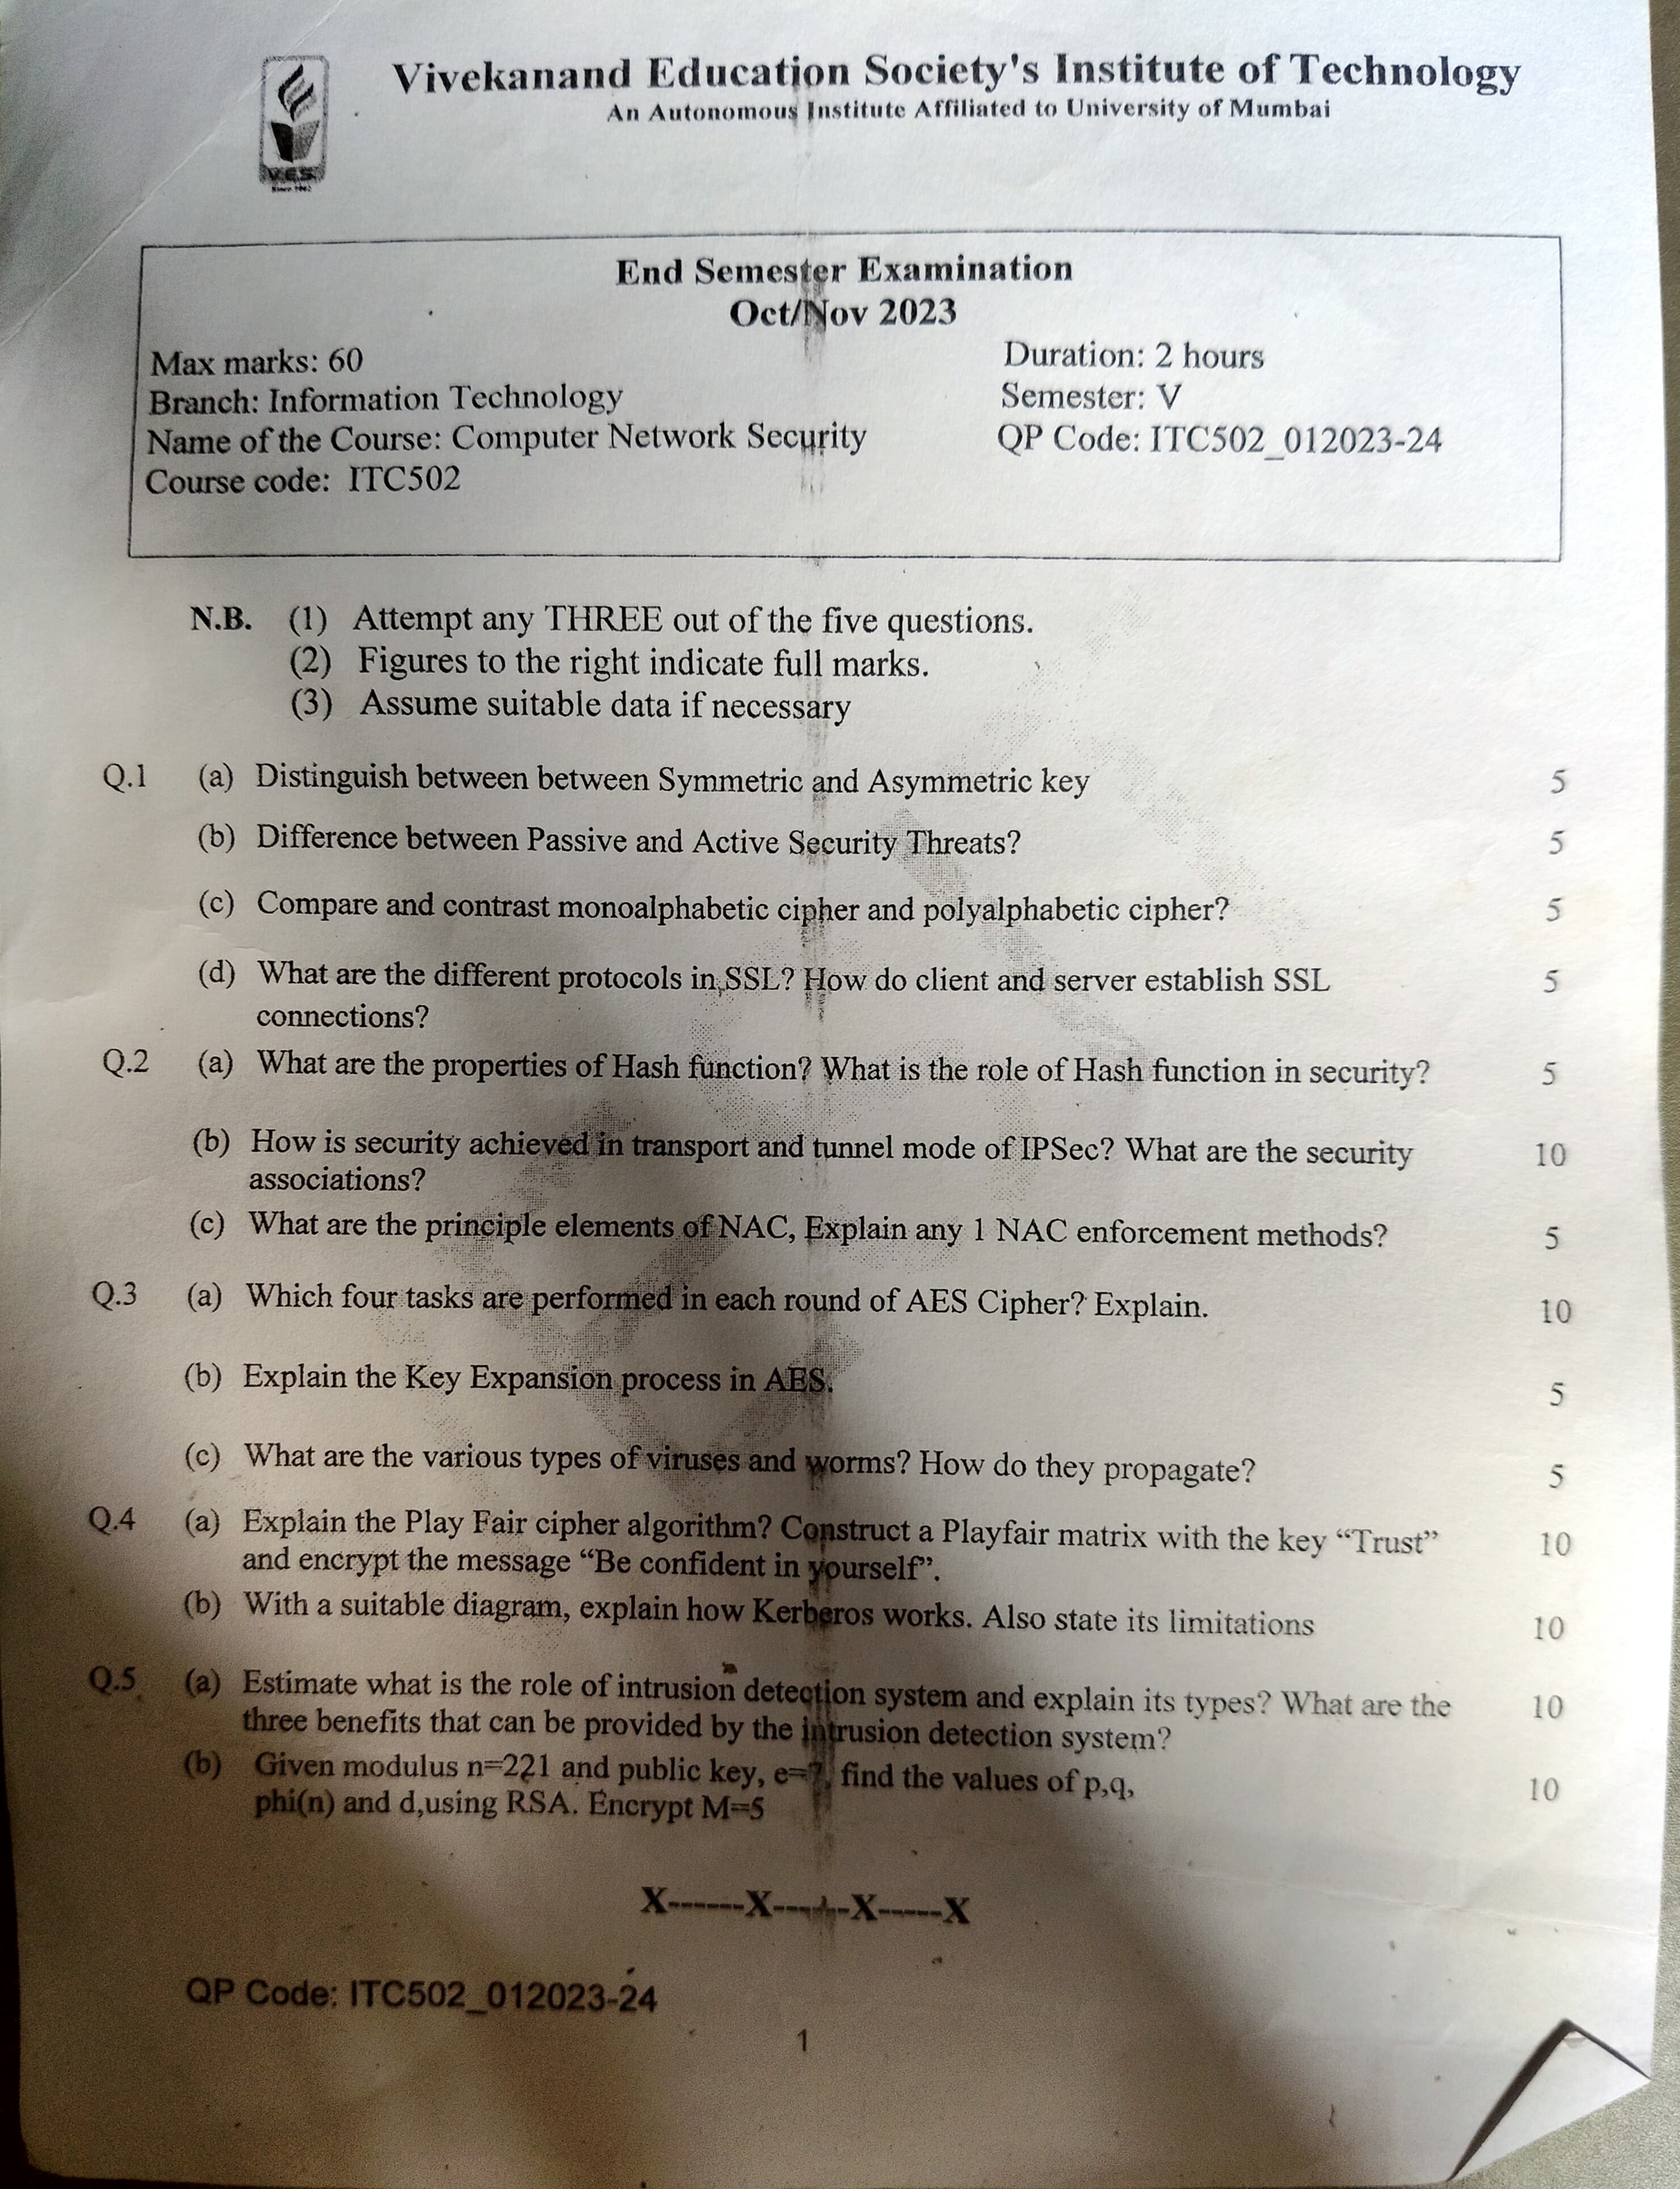 Vivekanand Education Society's Institute of Technology
An Autonomous Institute Affiliated to University of Mumbai
V.E.S.
Since 1962
End Semester Examination
Oct/Nov 2023
Max marks: 60 Duration: 2 hours
Branch: Information Technology Semester: V
Name of the Course: Computer Network Security QP Code: ITC502_012023-24
Course code: ITC502
N.B. (1) Attempt any THREE out of the five questions.
(2) Figures to the right indicate full marks.
(3) Assume suitable data if necessary
Q.1 (a) Distinguish between between Symmetric and Asymmetric key 5
(b) Difference between Passive and Active Security Threats? 5
(c) Compare and contrast monoalphabetic cipher and polyalphabetic cipher? 5
(d) What are the different protocols in SSL? How do client and server establish SSL 5
connections?
Q.2 (a) What are the properties of Hash function? What is the role of Hash function in security? 5
(b) How is security achieved in transport and tunnel mode of IPSec? What are the security 10
associations?
(c) What are the principle elements of NAC, Explain any 1 NAC enforcement methods? 5
Q.3 (a) Which four tasks are performed in each round of AES Cipher? Explain. 10
(b) Explain the Key Expansion process in AES. 5
(c) What are the various types of viruses and worms? How do they propagate? 5
Q.4 (a) Explain the Play Fair cipher algorithm? Construct a Playfair matrix with the key “Trust” 10
and encrypt the message “Be confident in yourself”.
(b) With a suitable diagram, explain how Kerberos works. Also state its limitations 10
Q.5 (a) Estimate what is the role of intrusion detection system and explain its types? What are the 10
three benefits that can be provided by the intrusion detection system?
(b) Given modulus n=221 and public key, e=7, find the values of p,q, 10
phi(n) and d,using RSA. Encrypt M=5
X------X------X-----X
QP Code: ITC502_012023-24
1